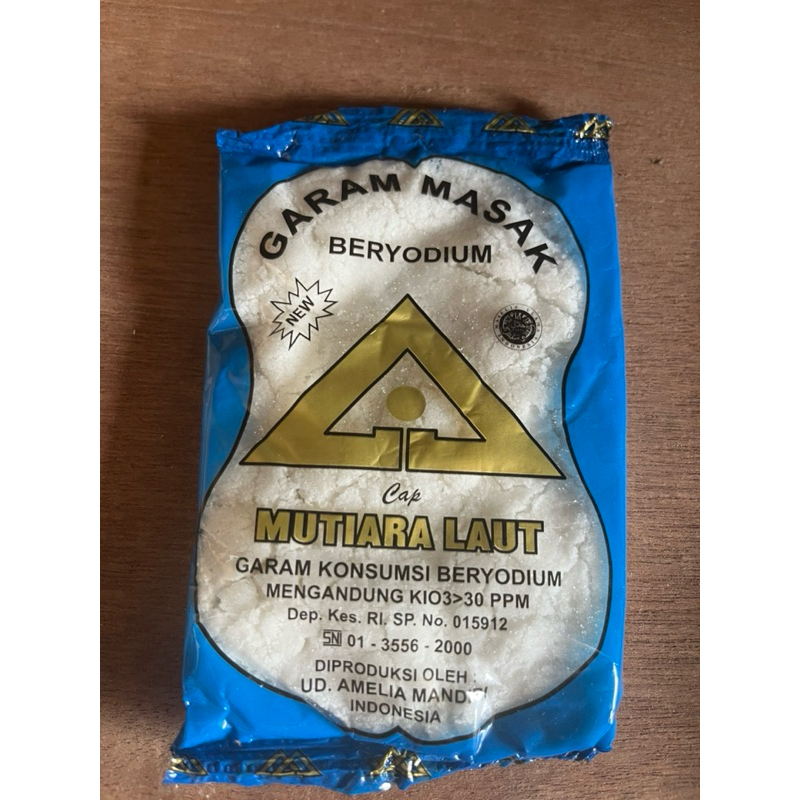 GARAM MASAK
BERYODIUM
NEW
Cap
MUTIARA LAUT
GARAM KONSUMSI BERYODIUM
MENGANDUNG KIO3>30 PPM
Dep. Kes. RI. SP. No. 015912
SNI 01 - 3556 - 2000
DIPRODUKSI OLEH :
UD. AMELIA
INDONESIA